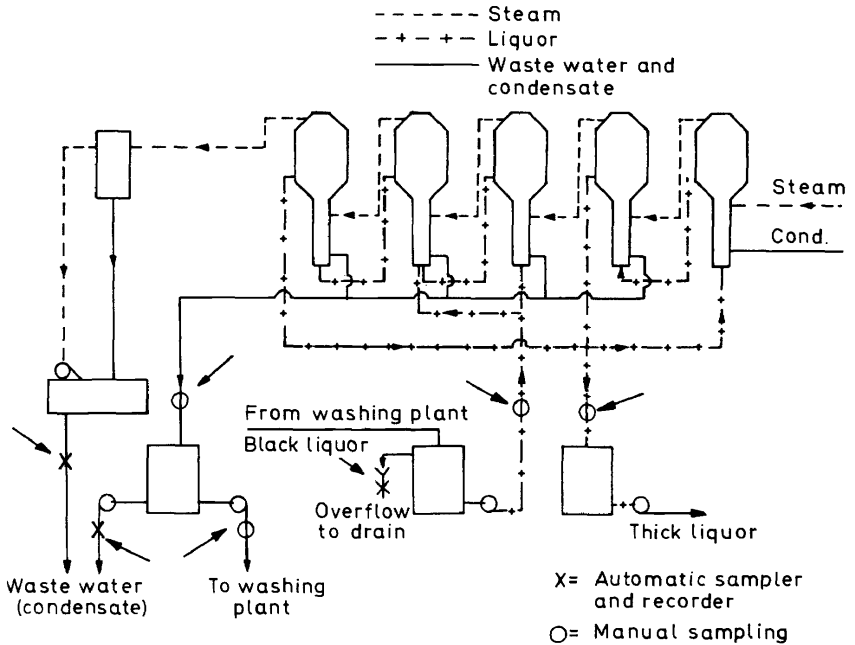 Steam
Liquor
Waste water and
condensate
Steam
Cond.
From washing plant
Black liquor
Overflow
to drain
Thick liquor
Waste water
(condensate)
To washing
plant
X= Automatic sampler
and recorder
O= Manual sampling